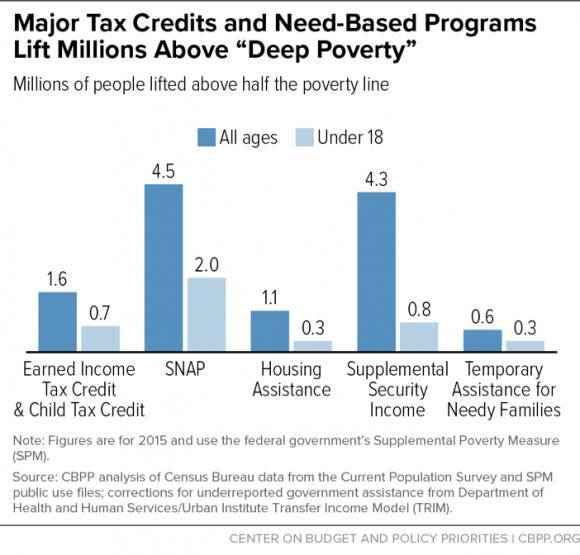 Major Tax Credits and Need-Based Programs
Lift Millions Above “Deep Poverty”
Millions of people lifted above half the poverty line
All ages Under 18
1.6
0.7
4.5
2.0
1.1
0.3
4.3
0.8
0.6
0.3
Earned Income
Tax Credit
& Child Tax Credit
SNAP
Housing
Assistance
Supplemental
Security
Income
Temporary
Assistance for
Needy Families
Note: Figures are for 2015 and use the federal government’s Supplemental Poverty Measure
(SPM).
Source: CBPP analysis of Census Bureau data from the Current Population Survey and SPM
public use files; corrections for underreported government assistance from Department of
Health and Human Services/Urban Institute Transfer Income Model (TRIM).
CENTER ON BUDGET AND POLICY PRIORITIES | CBPP.ORG